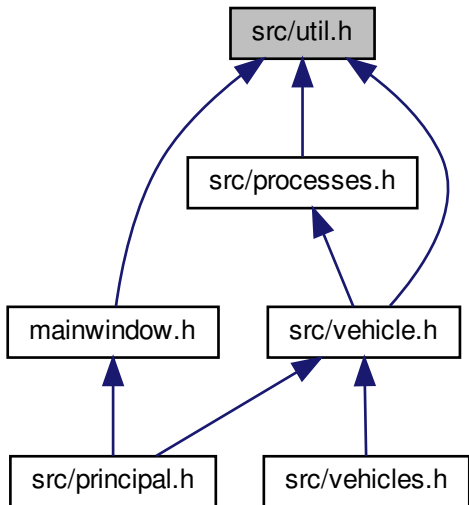 src/util.h
src/processes.h
mainwindow.h
src/vehicle.h
src/principal.h
src/vehicles.h